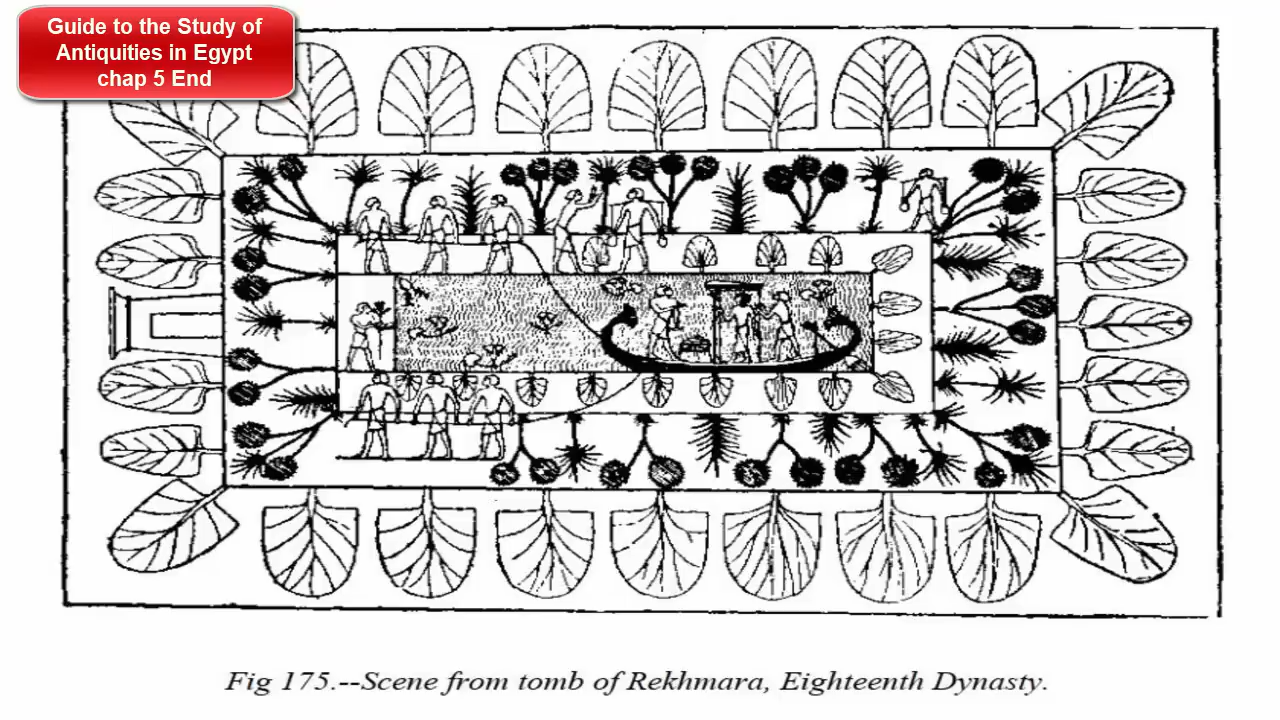 Guide to the Study of
Antiquities in Egypt
chap 5 End
Fig 175.--Scene from tomb of Rekhmara, Eighteenth Dynasty.